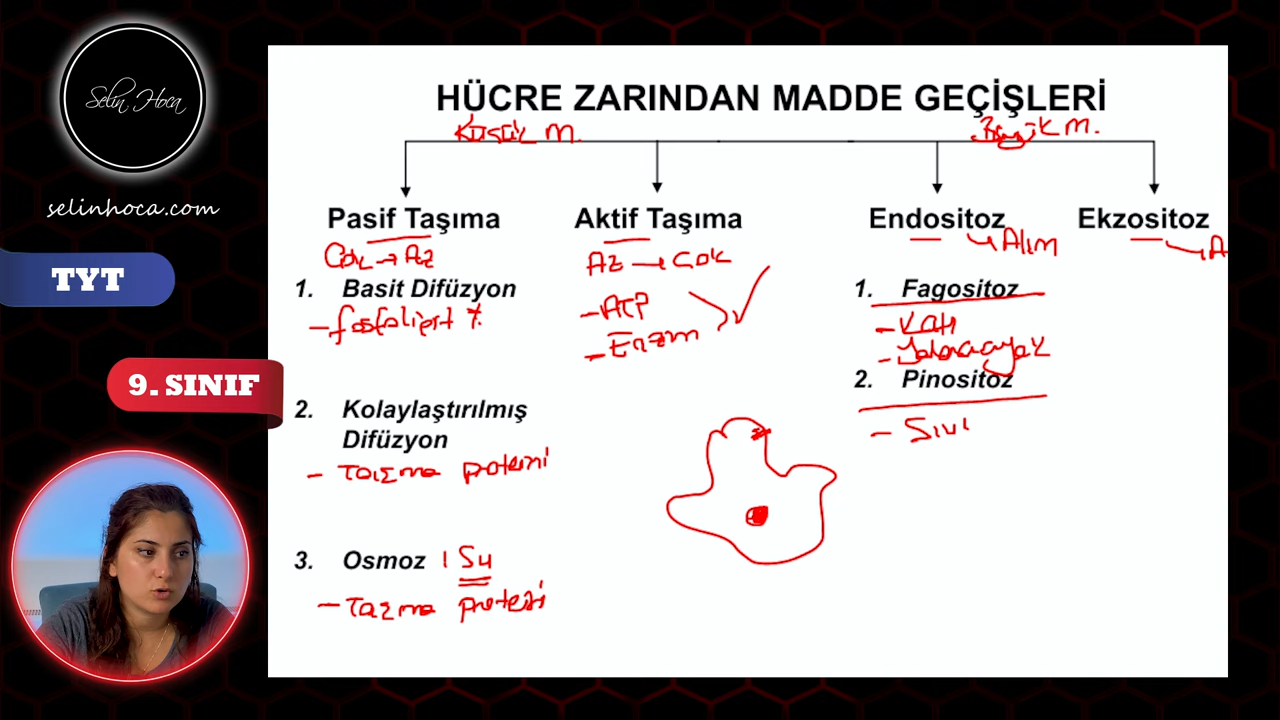 Selin Hoca
selinhoca.com
TYT
9. SINIF
HÜCRE ZARINDAN MADDE GEÇİŞLERİ
Küçük M.
Büyük M.
Pasif Taşıma
Aktif Taşıma
Endositoz
Ekzositoz
Çok → Az
Az → Çok
Alım
A
1. Basit Difüzyon
- fosfolipit
- ATP
- Enzim
1. Fagositoz
- Katı
- Yalancı ayak
2. Kolaylaştırılmış
Difüzyon
- Taşıma proteini
2. Pinositoz
- Sıvı
3. Osmoz
Su
- Taşıma proteini